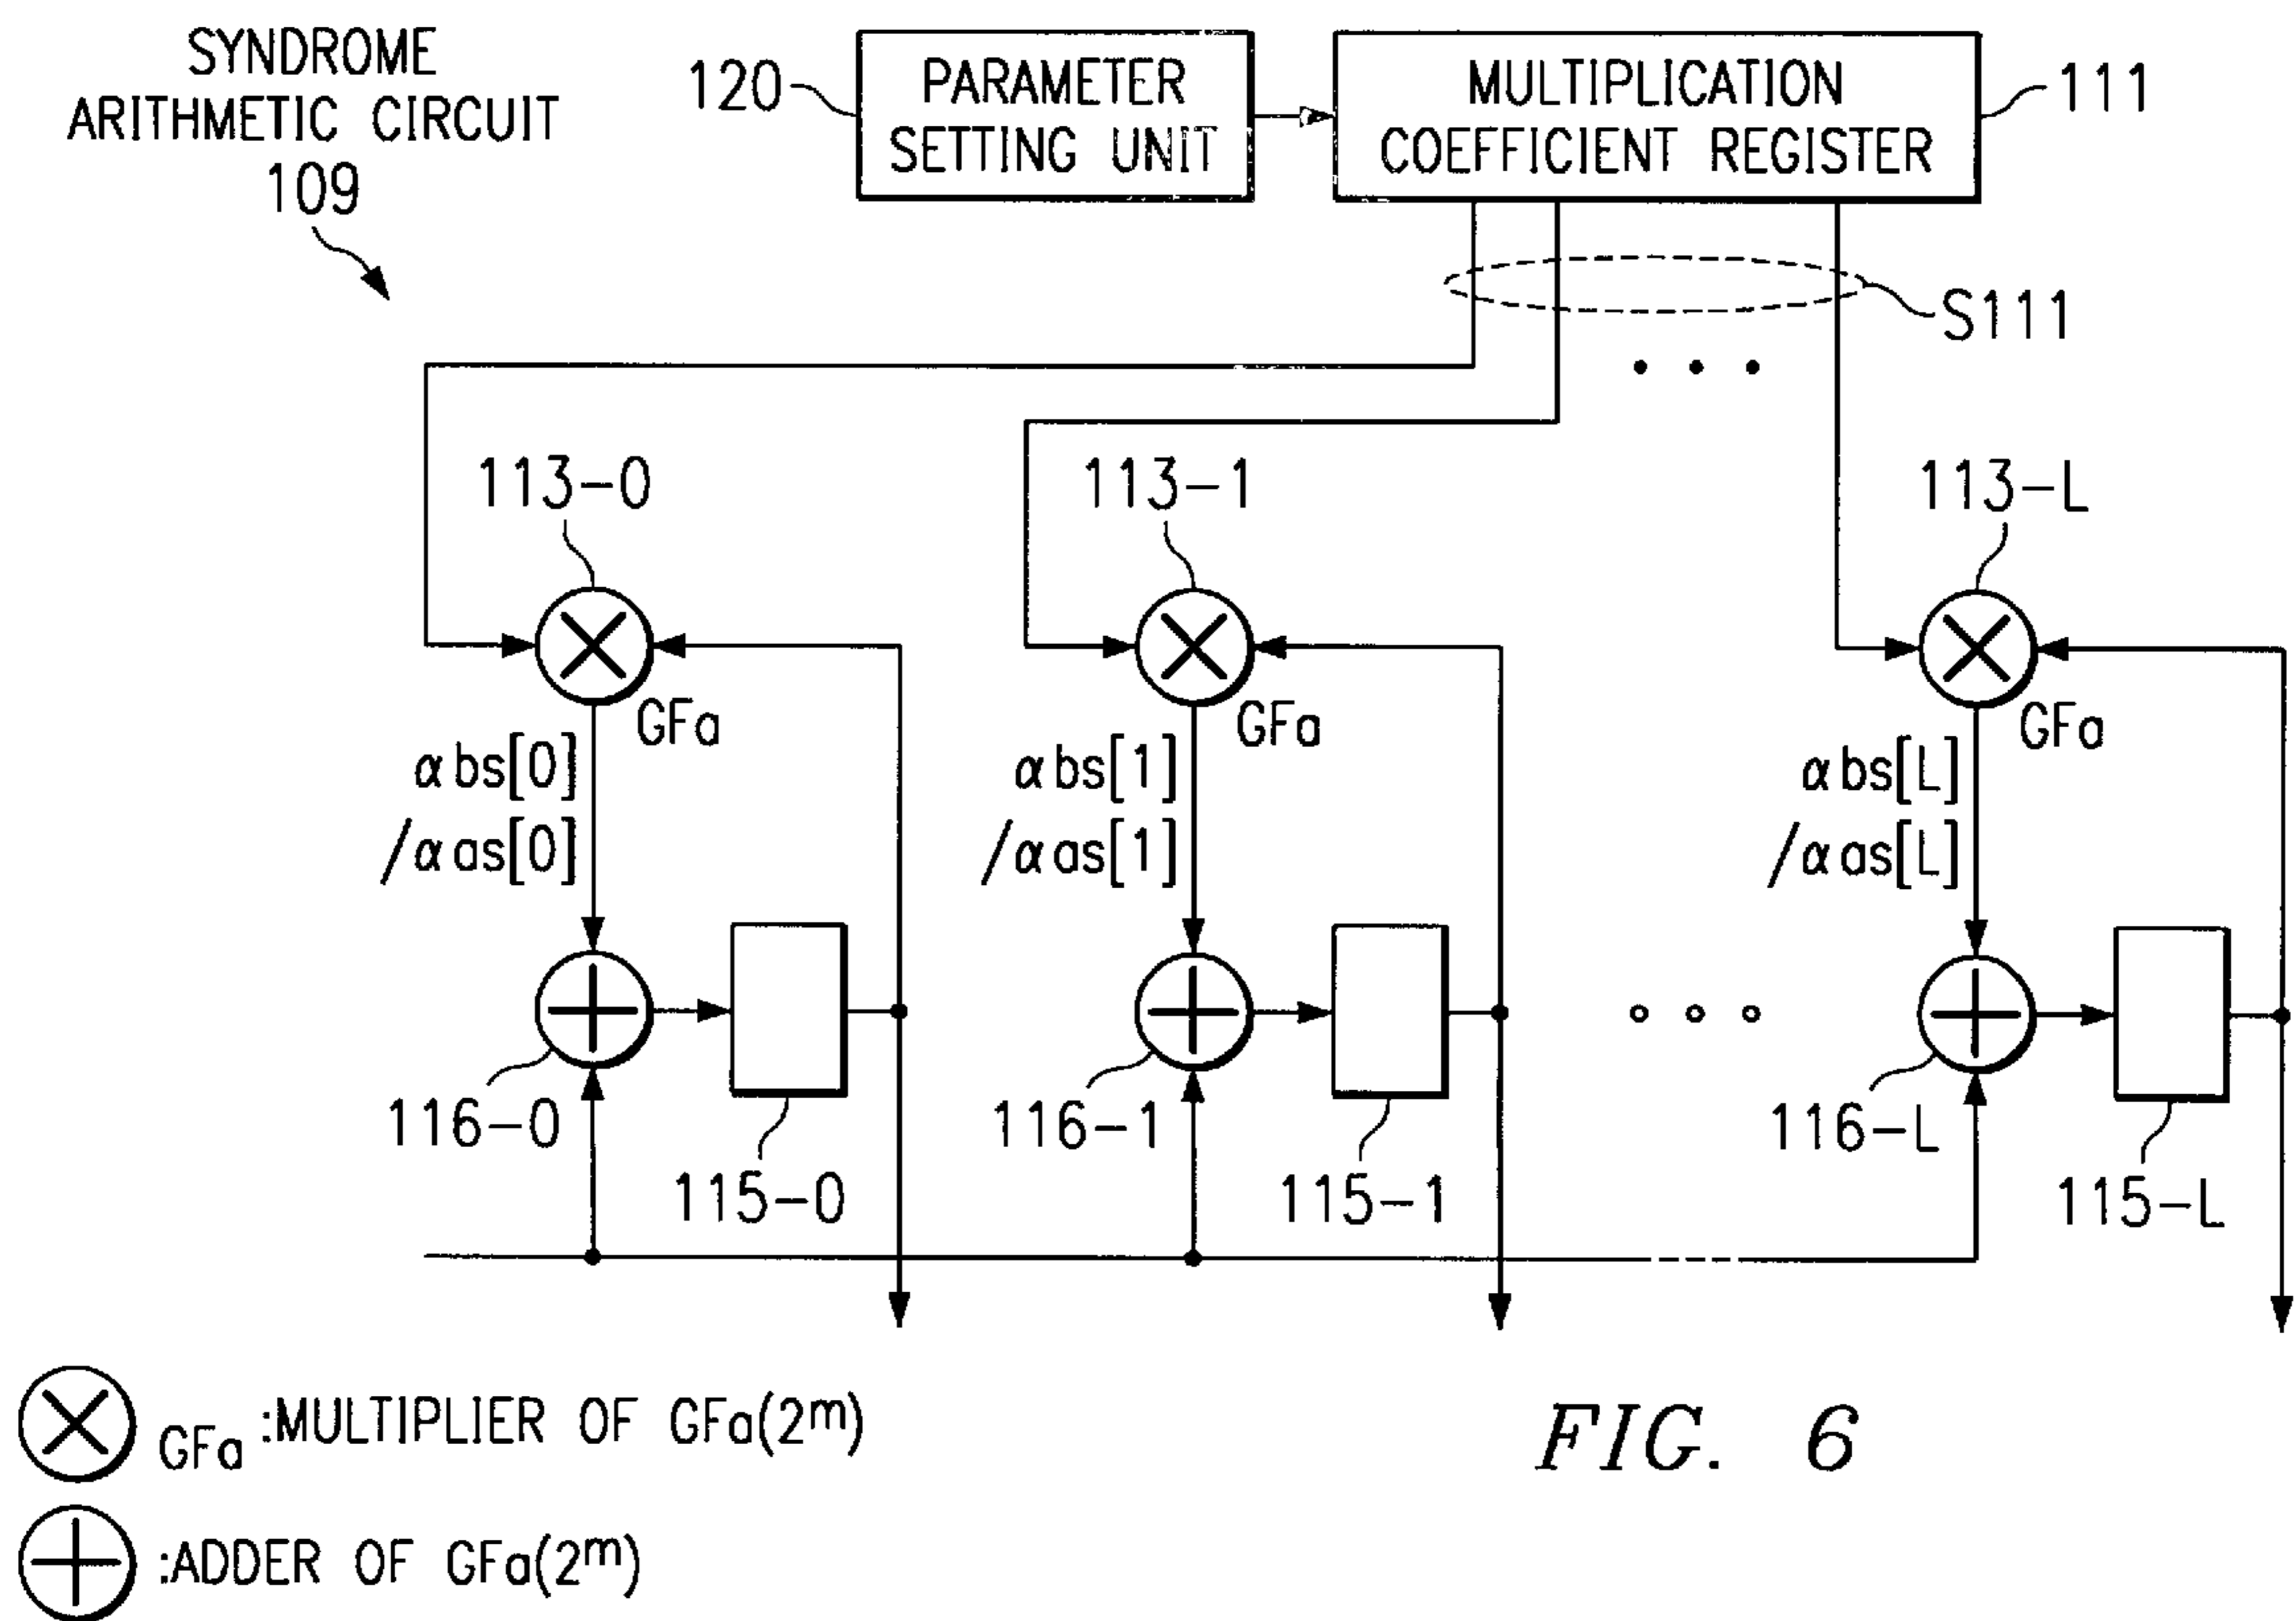 SYNDROME
ARITHMETIC CIRCUIT
109
120
PARAMETER
SETTING UNIT
MULTIPLICATION
COEFFICIENT REGISTER
111
S111
113-0
113-1
113-L
GFa
GFa
GFa
αbs[0]
/αas[0]
αbs[1]
/αas[1]
αbs[L]
/αas[L]
116-0
115-0
116-1
115-1
116-L
115-L
GFa :MULTIPLIER OF GFa(2^m)
:ADDER OF GFa(2^m)
FIG. 6